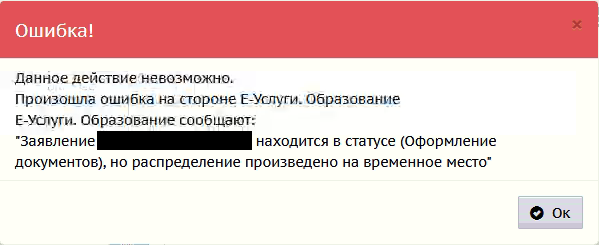 Ошибка!
×
Данное действие невозможно.
Произошла ошибка на стороне Е-Услуги. Образование
Е-Услуги. Образование сообщают:
"Заявление находится в статусе (Оформление
документов), но распределение произведено на временное место"
Ок